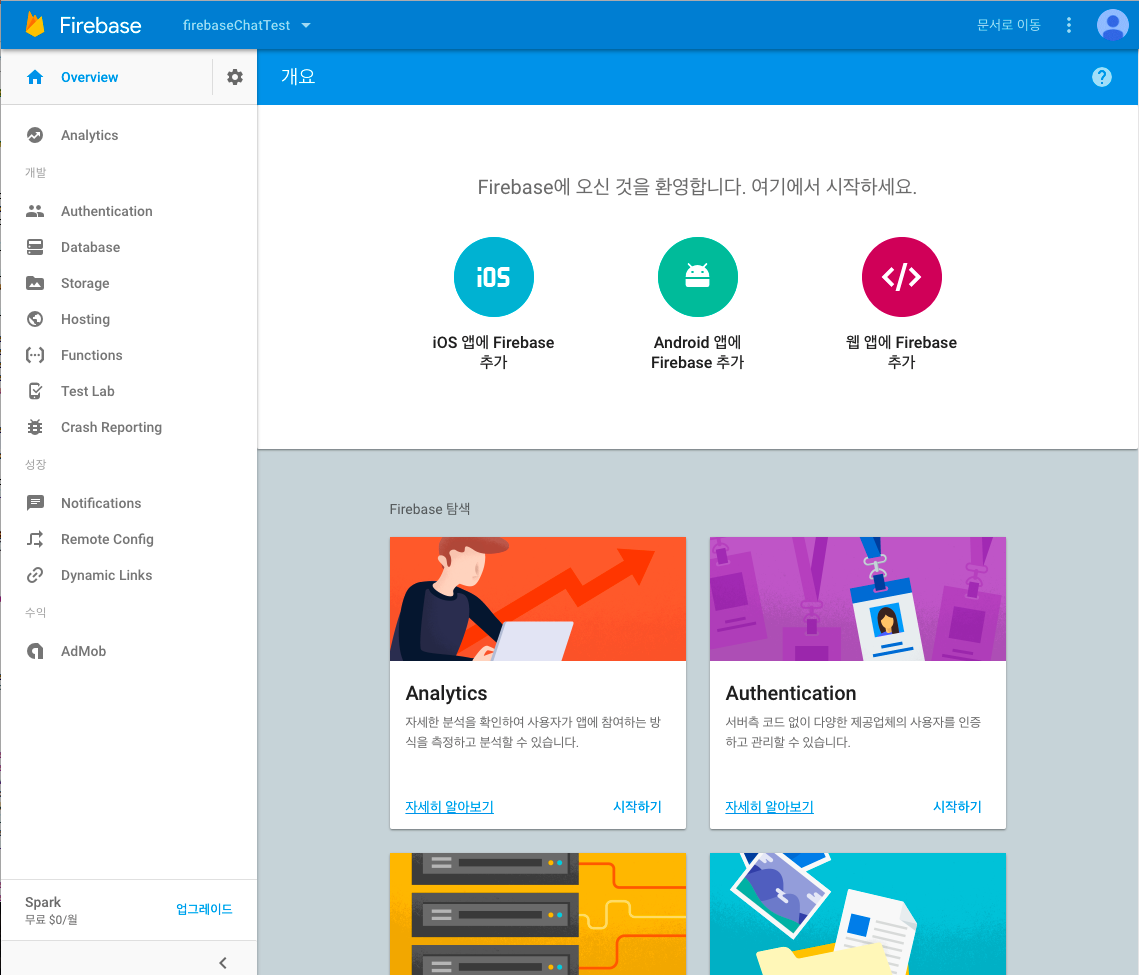 Firebase
firebaseChatTest
문서로 이동
Overview
개요
Analytics
개발
Authentication
Database
Storage
Hosting
Functions
Test Lab
Crash Reporting
성장
Notifications
Remote Config
Dynamic Links
수익
AdMob
Spark
무료 $0/월
업그레이드
Firebase에 오신 것을 환영합니다. 여기에서 시작하세요.
iOS
iOS 앱에 Firebase
추가
Android 앱에
Firebase 추가
웹 앱에 Firebase
추가
Firebase 탐색
Analytics
자세한 분석을 확인하여 사용자가 앱에 참여하는 방
식을 측정하고 분석할 수 있습니다.
자세히 알아보기
시작하기
Authentication
서버측 코드 없이 다양한 제공업체의 사용자를 인증
하고 관리할 수 있습니다.
자세히 알아보기
시작하기